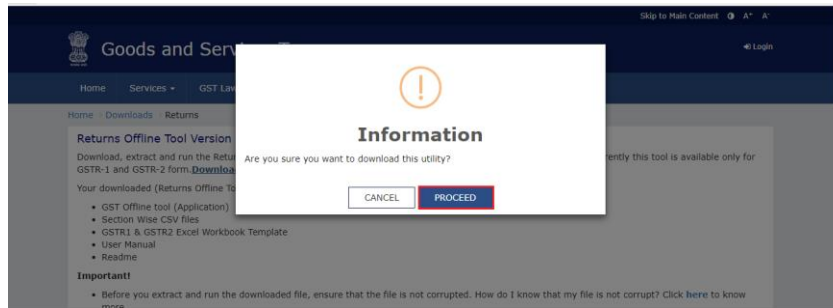 Skip to Main Content A+ A-
Goods and Serv
Login
Home Services GST Law
Home Downloads Returns
Returns Offline Tool Version
Download, extract and run the Retur
rently this tool is available only for
GSTR-1 and GSTR-2 form. Downloa
Your downloaded (Returns Offline To
Information
Are you sure you want to download this utility?
CANCEL PROCEED
• GST Offline tool (Application)
• Section Wise CSV files
• GSTR1 & GSTR2 Excel Workbook Template
• User Manual
• Readme
Important!
• Before you extract and run the downloaded file, ensure that the file is not corrupted. How do I know that my file is not corrupt? Click here to know
more